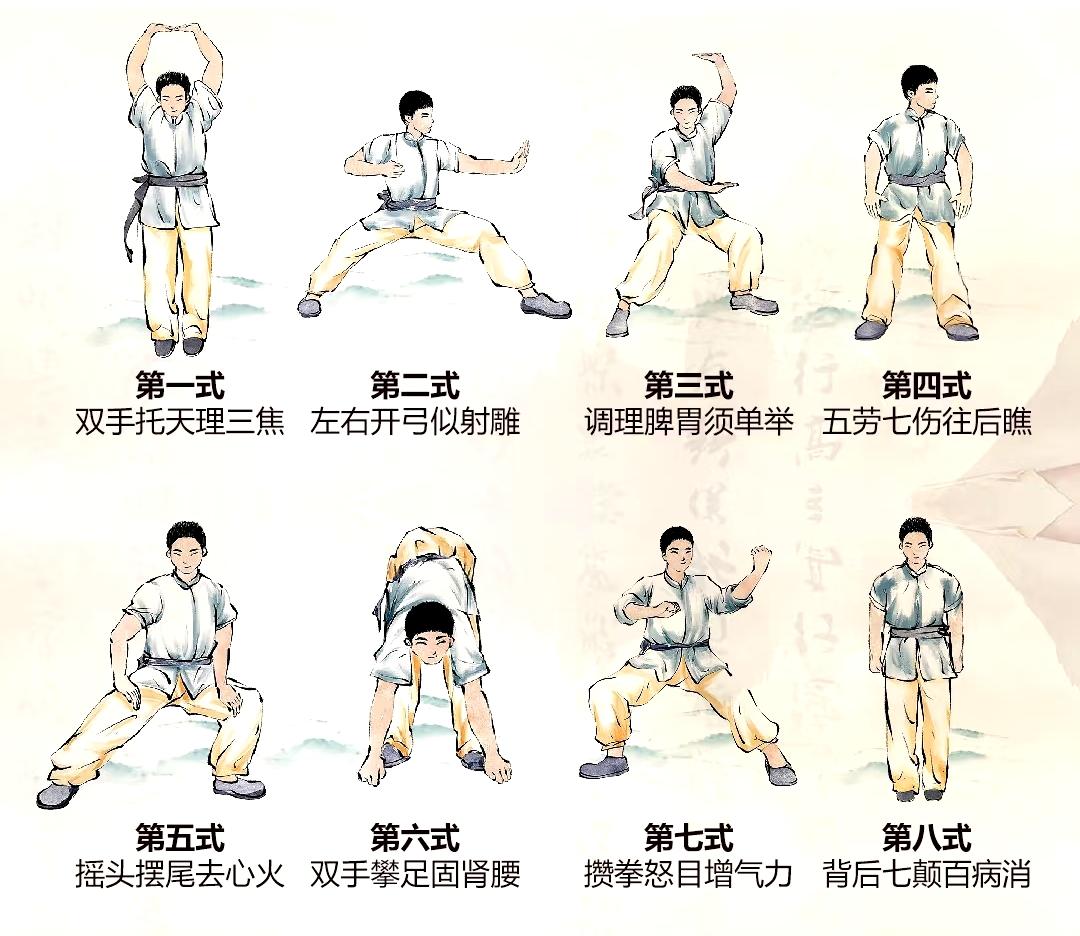 第一式
双手托天理三焦
第二式
左右开弓似射雕
第三式
调理脾胃须单举
第四式
五劳七伤往后瞧
第五式
摇头摆尾去心火
第六式
双手攀足固肾腰
第七式
攒拳怒目增气力
第八式
背后七颠百病消